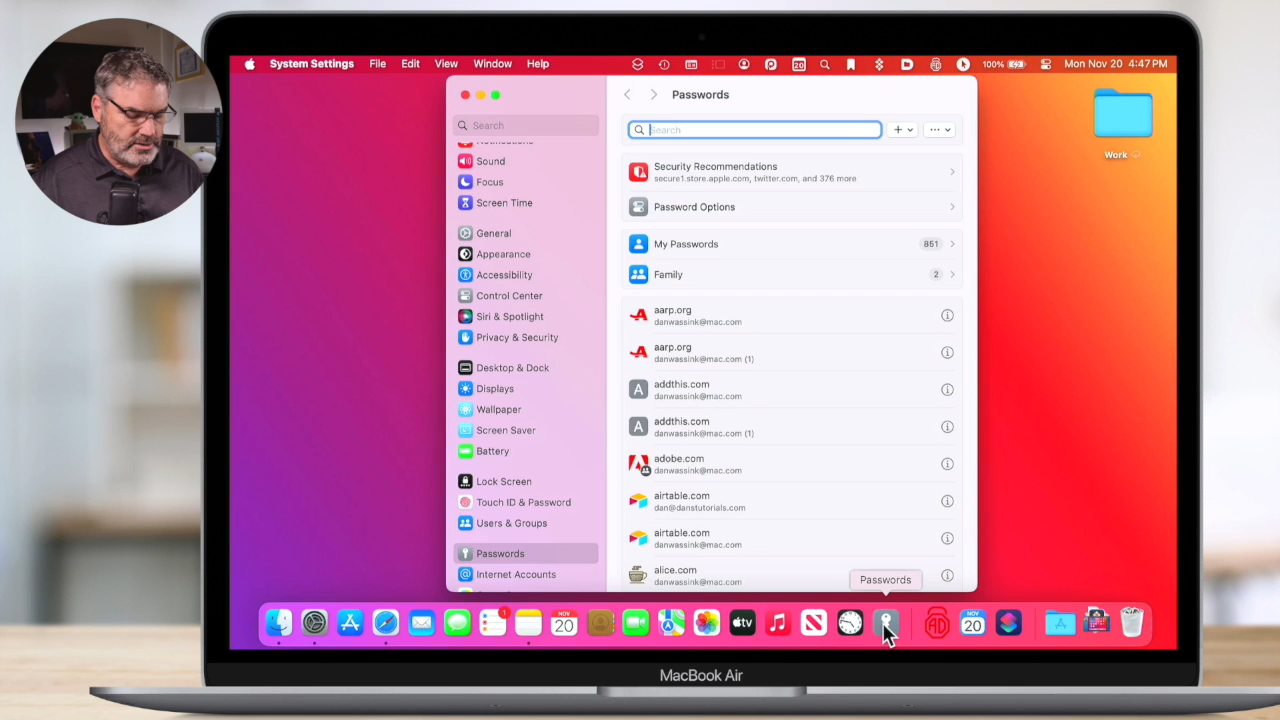 System Settings File Edit View Window Help 20 100% Mon Nov 20 4:47 PM
Search
Sound
Focus
Screen Time
General
Appearance
Accessibility
Control Center
Siri & Spotlight
Privacy & Security
Desktop & Dock
Displays
Wallpaper
Screen Saver
Battery
Lock Screen
Touch ID & Password
Users & Groups
Passwords
Internet Accounts
Passwords
Search
Security Recommendations
secure1.store.apple.com, twitter.com, and 376 more
Password Options
My Passwords 851
Family 2
aarp.org
danwassink@mac.com
aarp.org
danwassink@mac.com (1)
A addthis.com
danwassink@mac.com
A addthis.com
danwassink@mac.com (1)
adobe.com
danwassink@mac.com
airtable.com
dan@danstutorials.com
airtable.com
danwassink@mac.com
alice.com
danwassink@mac.com
Work
Passwords
1
NOV
20
tv
AD
NOV
20
MacBook Air